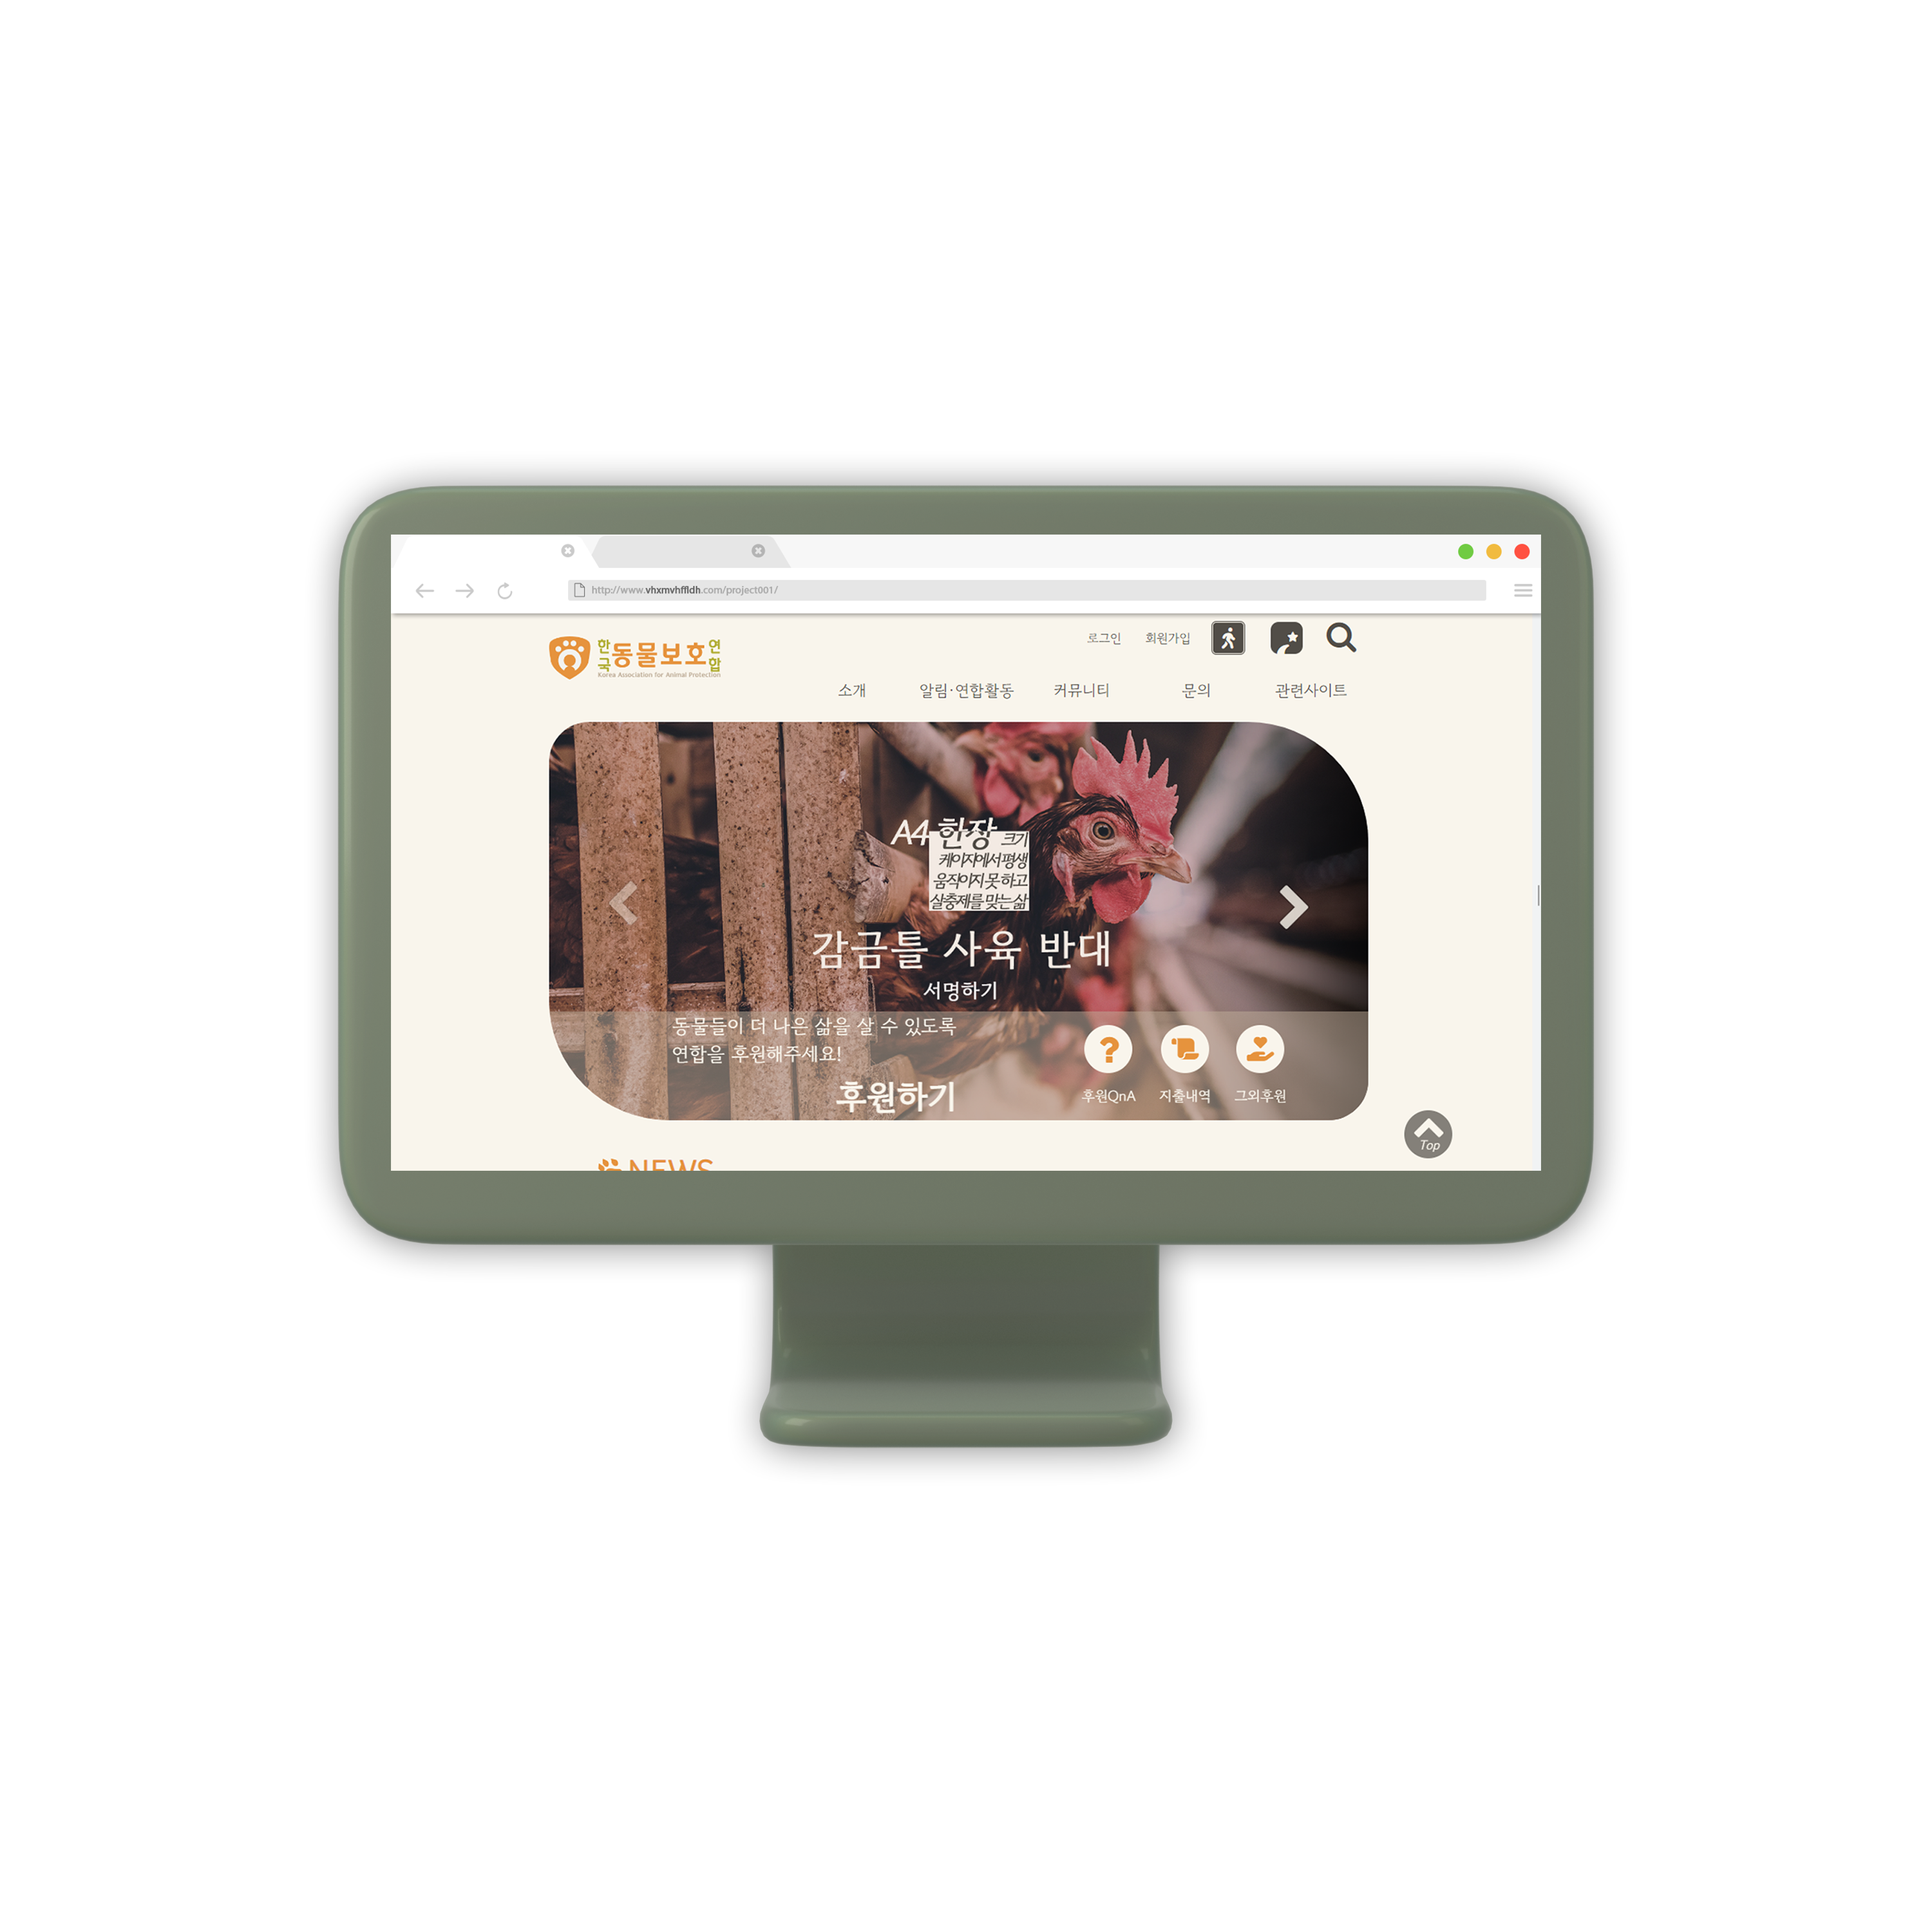 http://www.vhxmvhffldh.com/project001/
로그인 회원가입
한국동물보호연합
Korea Association for Animal Protection
소개 알림·연합활동 커뮤니티 문의 관련사이트
A4 한장 크기
케이지에서 평생
움직이지 못 하고
살충제를 맞는 삶
감금틀 사육 반대
서명하기
동물들이 더 나은 삶을 살 수 있도록
연합을 후원해주세요!
후원하기
후원QnA 지출내역 그외후원
Top
NEWS